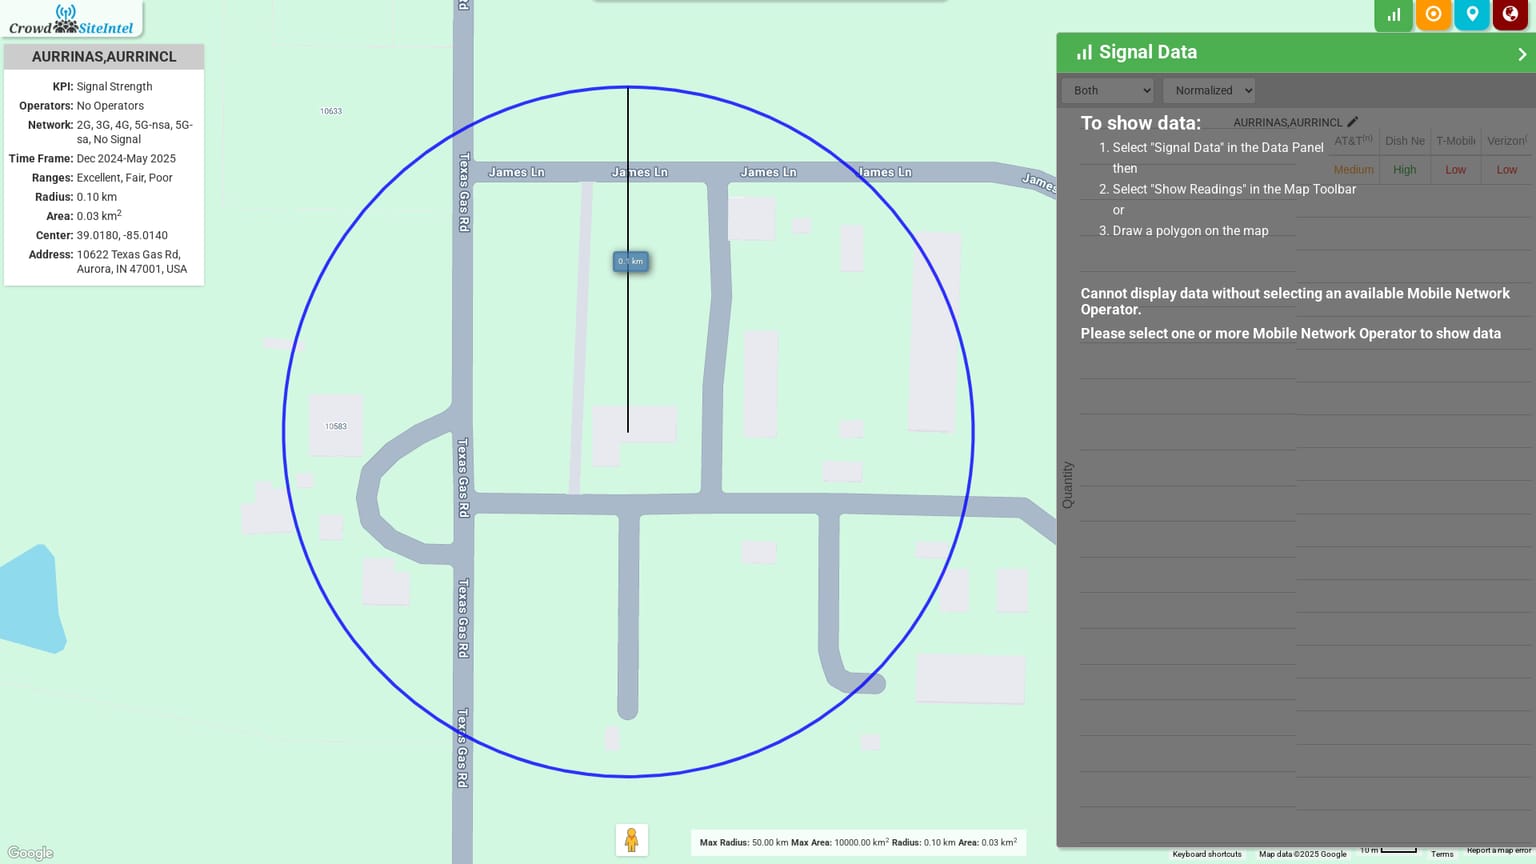 Crowd SiteIntel
AURRINAS,AURRINCL
KPI: Signal Strength
Operators: No Operators
Network: 2G, 3G, 4G, 5G-nsa, 5G-
sa, No Signal
Time Frame: Dec 2024-May 2025
Ranges: Excellent, Fair, Poor
Radius: 0.10 km
Area: 0.03 km²
Center: 39.0180, -85.0140
Address: 10622 Texas Gas Rd,
Aurora, IN 47001, USA
Rd
10633
James Ln
James Ln
James Ln
James Ln
James
Texas Gas Rd
0.1 km
10583
Texas Gas Rd
Texas Gas Rd
Texas Gas Rd
Google
Max Radius: 50.00 km Max Area: 10000.00 km² Radius: 0.10 km Area: 0.03 km²
Signal Data
Both
Normalized
To show data:
AURRINAS,AURRINCL
AT&T(n)
Dish Ne
T-Mobile
Verizon(
Medium
High
Low
Low
1. Select "Signal Data" in the Data Panel
then
2. Select "Show Readings" in the Map Toolbar
or
3. Draw a polygon on the map
Cannot display data without selecting an available Mobile Network
Operator.
Please select one or more Mobile Network Operator to show data
Quantity
Keyboard shortcuts
Map data ©2025 Google
10 m
Terms
Report a map error